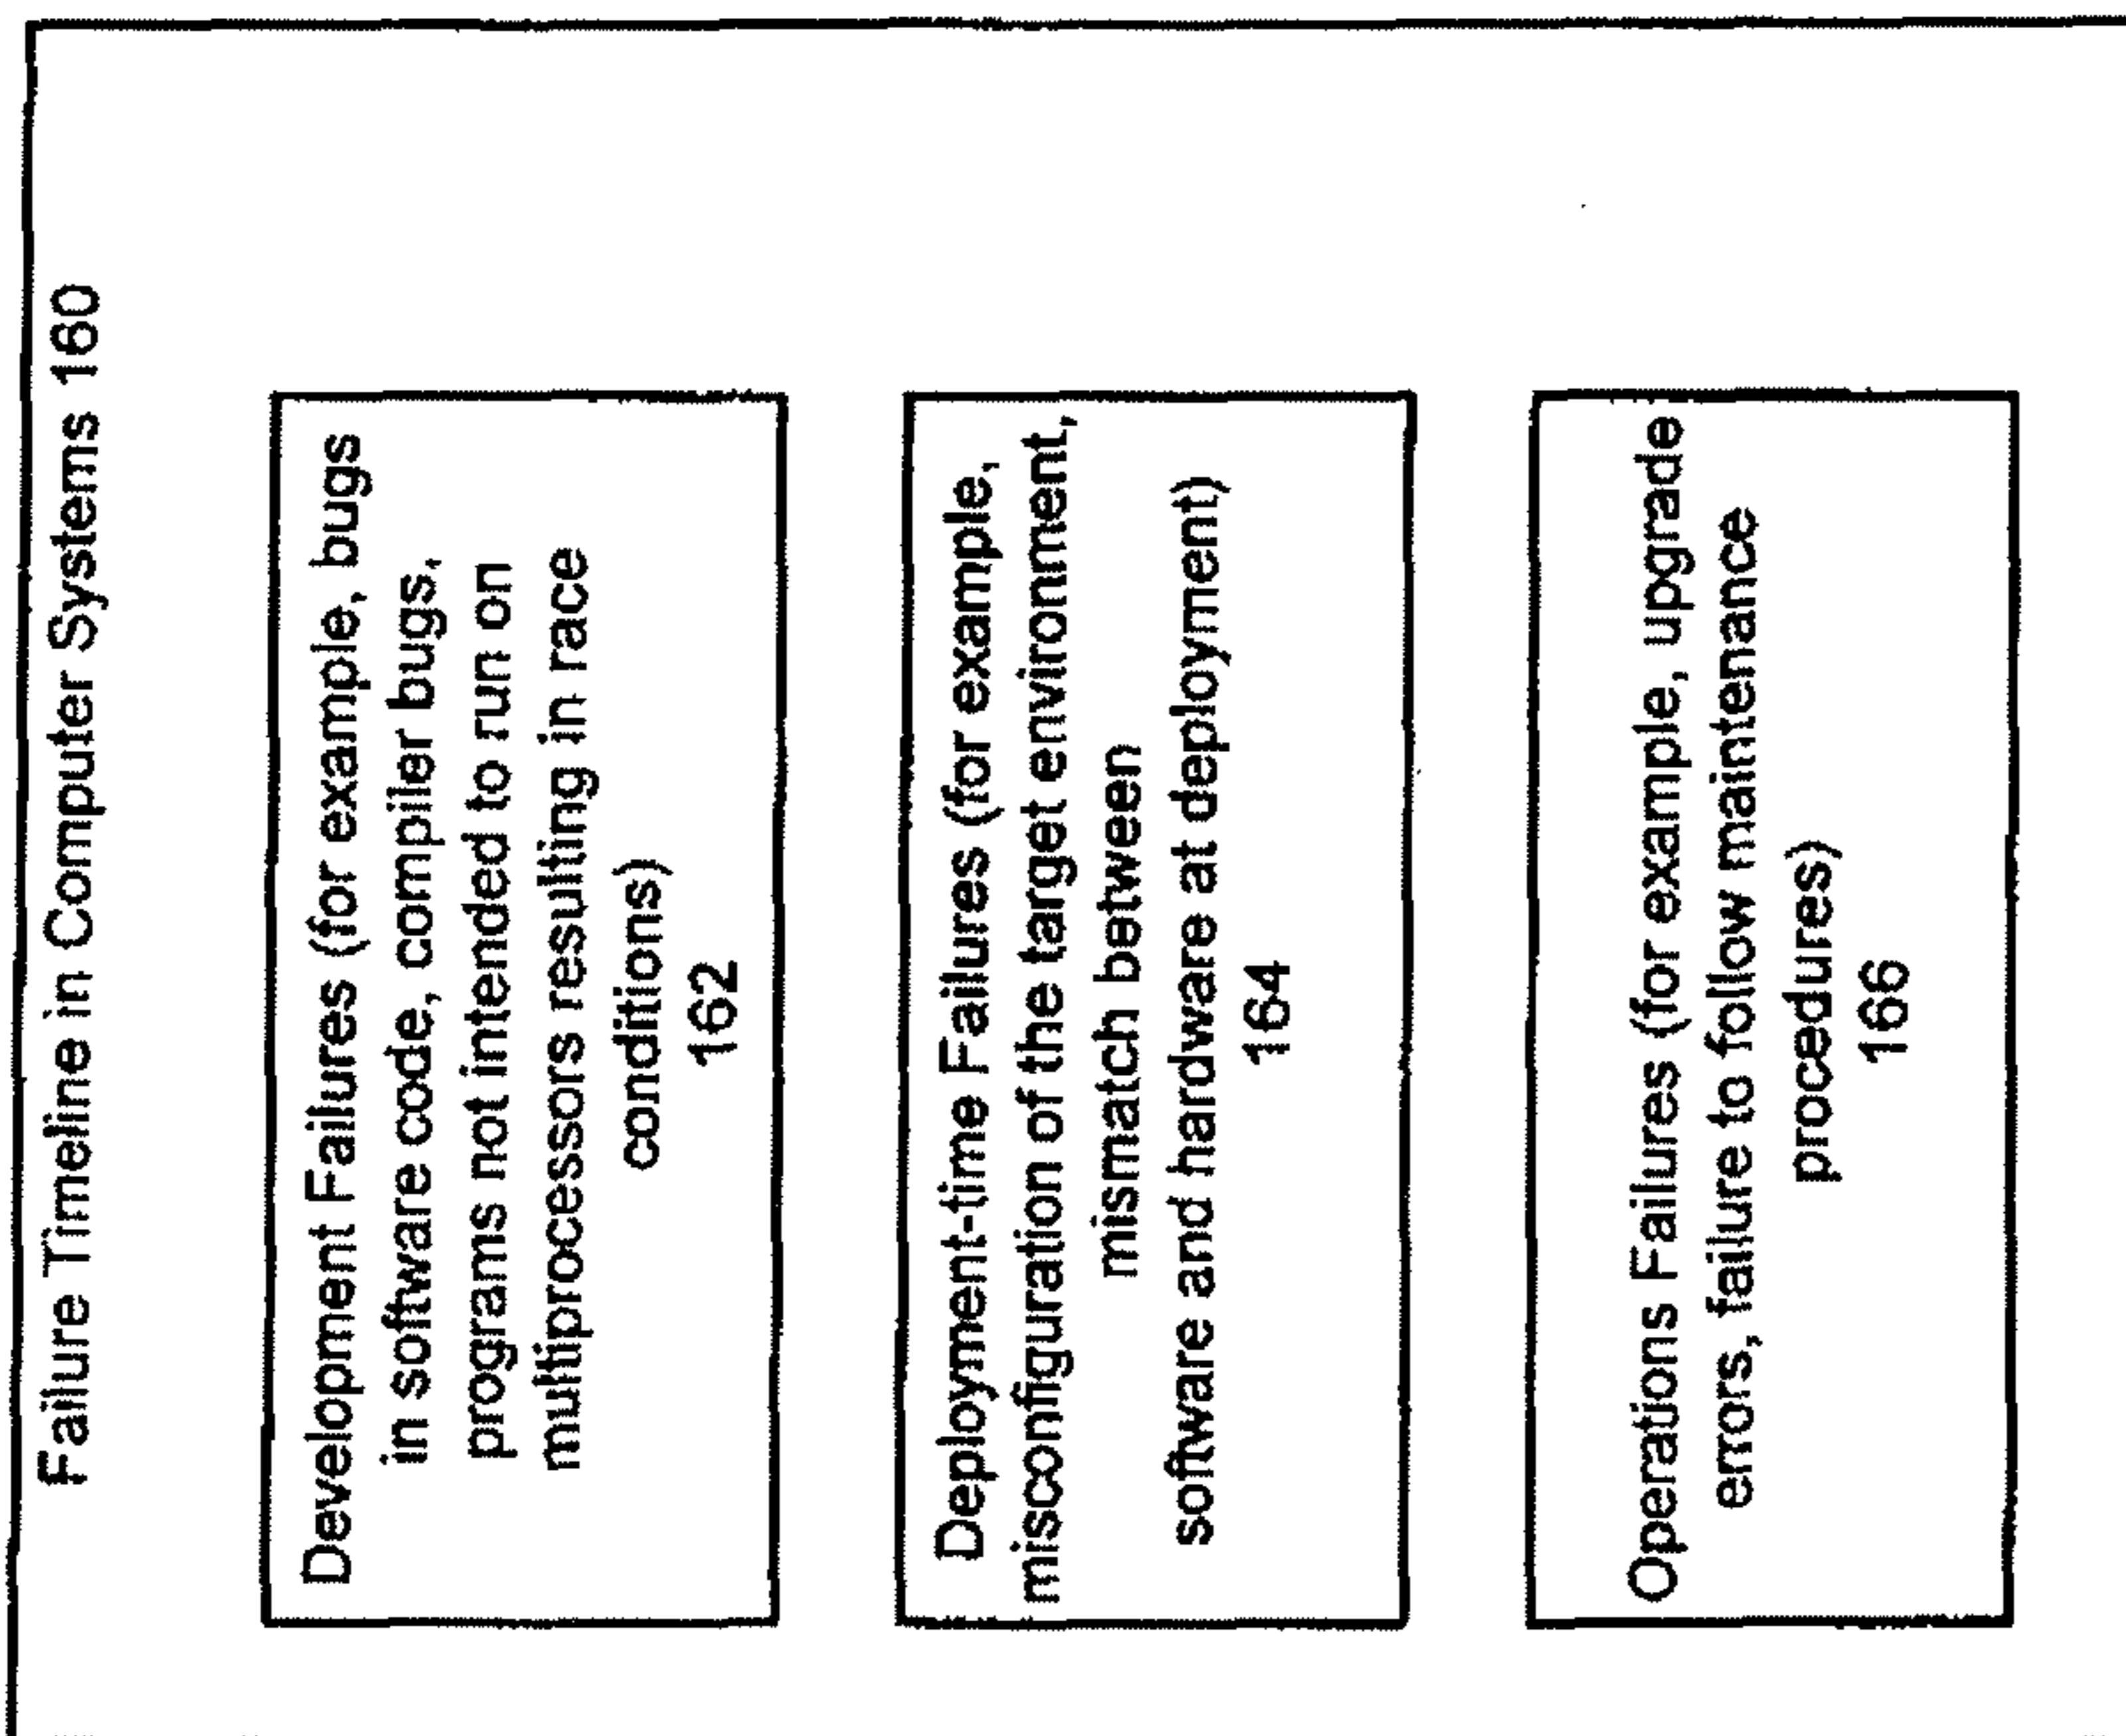 Failure Timeline in Computer Systems 180
Development Failures (for example, bugs
in software code, compiler bugs,
programs not intended to run on
multiprocessors resulting in race
conditions)
162
Deployment-time Failures (for example,
misconfiguration of the target environment,
mismatch between
software and hardware at deployment)
164
Operations Failures (for example, upgrade
errors, failure to follow maintenance
procedures)
166